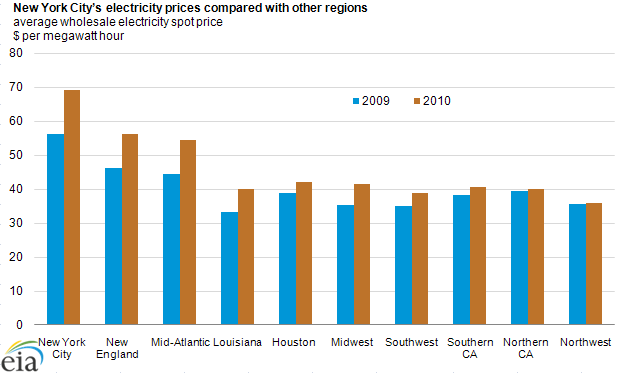 New York City's electricity prices compared with other regions
average wholesale electricity spot price
$ per megawatt hour
80
70
60
50
40
30
20
10
0
2009 2010
New York City
New England
Mid-Atlantic
Louisiana
Houston
Midwest
Southwest
Southern CA
Northern CA
Northwest
eia